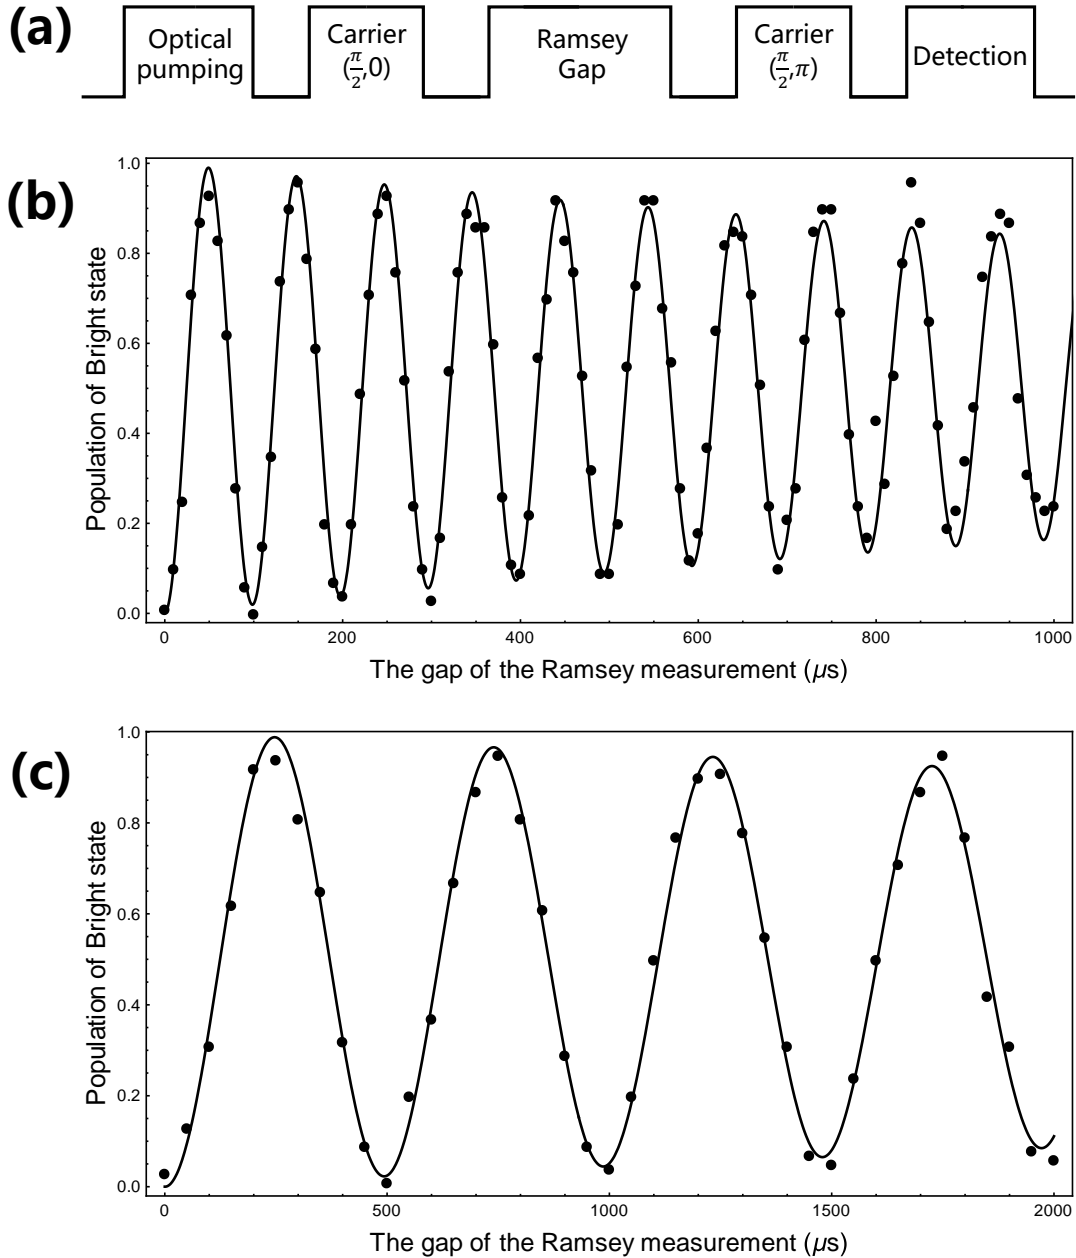 (a)
Optical
pumping
Carrier
(π/2,0)
Ramsey
Gap
Carrier
(π/2,π)
Detection
(b)
Population of Bright state
1.0
0.8
0.6
0.4
0.2
0.0
0 200 400 600 800 1000
The gap of the Ramsey measurement (μs)
(c)
Population of Bright state
1.0
0.8
0.6
0.4
0.2
0.0
0 500 1000 1500 2000
The gap of the Ramsey measurement (μs)